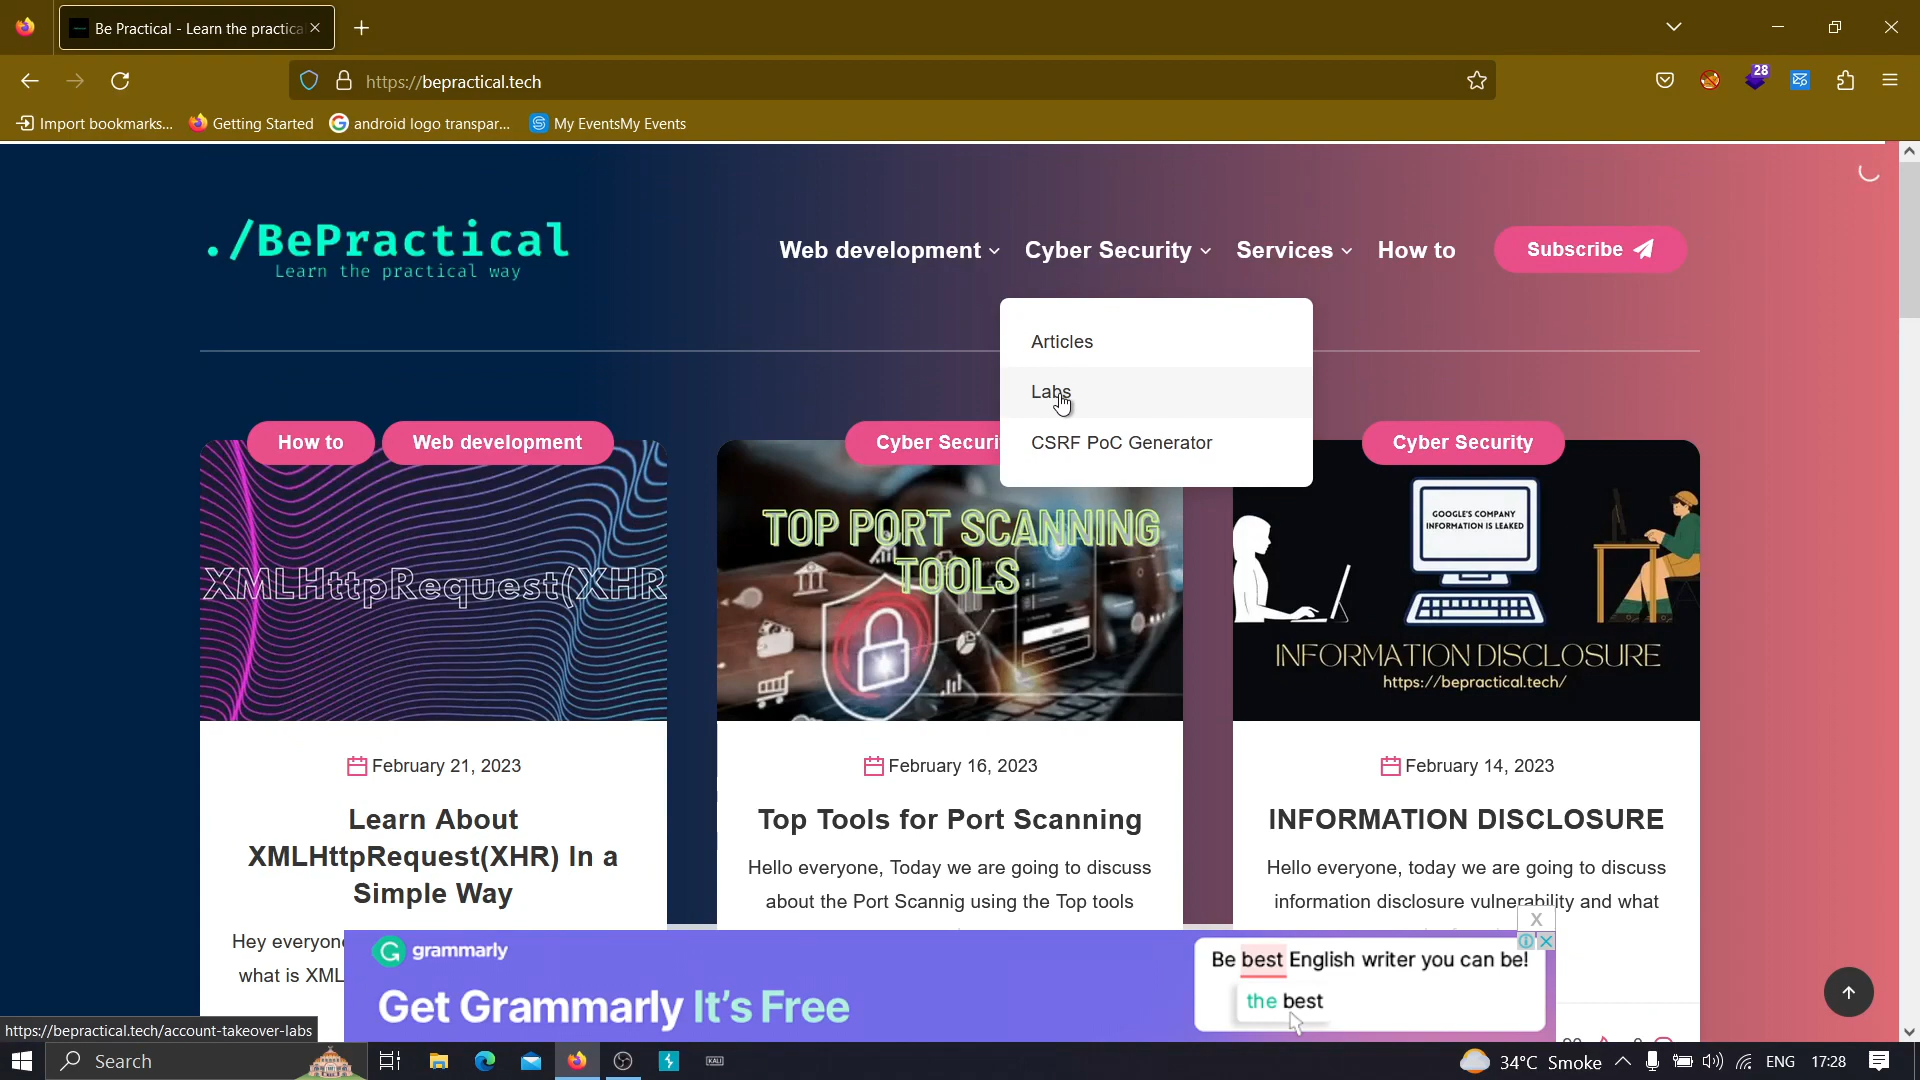 Be Practical - Learn the practica
https://bepractical.tech
28
Import bookmarks...
Getting Started
android logo transpar...
My EventsMy Events
./BePractical
Learn the practical way
Web development
Cyber Security
Services
How to
Subscribe
Articles
Labs
CSRF PoC Generator
How to
Web development
Cyber Securi
Cyber Security
XMLHttpRequest(XHR
TOP PORT SCANNING
TOOLS
GOOGLE'S COMPANY
INFORMATION IS LEAKED
INFORMATION DISCLOSURE
https://bepractical.tech/
February 21, 2023
February 16, 2023
February 14, 2023
Learn About
XMLHttpRequest(XHR) In a
Simple Way
Top Tools for Port Scanning
INFORMATION DISCLOSURE
Hello everyone, Today we are going to discuss
about the Port Scannig using the Top tools
Hello everyone, today we are going to discuss
information disclosure vulnerability and what
Hey everyone
what is XML
X
grammarly
Get Grammarly It's Free
Be best English writer you can be!
the best
https://bepractical.tech/account-takeover-labs
Search
KALI
34°C Smoke
ENG
17:28